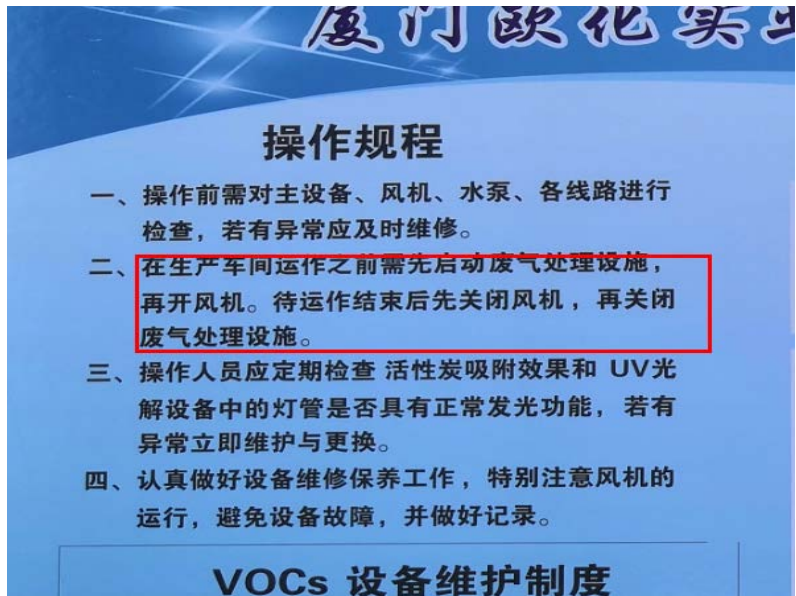 厦门欧化实业
操作规程
一、操作前需对主设备、风机、水泵、各线路进行
检查，若有异常应及时维修。
二、在生产车间运作之前需先启动废气处理设施，
再开风机。待运作结束后先关闭风机，再关闭
废气处理设施。
三、操作人员应定期检查 活性炭吸附效果和 UV光
解设备中的灯管是否具有正常发光功能，若有
异常立即维护与更换。
四、认真做好设备维修保养工作，特别注意风机的
运行，避免设备故障，并做好记录。
VOCs 设备维护制度